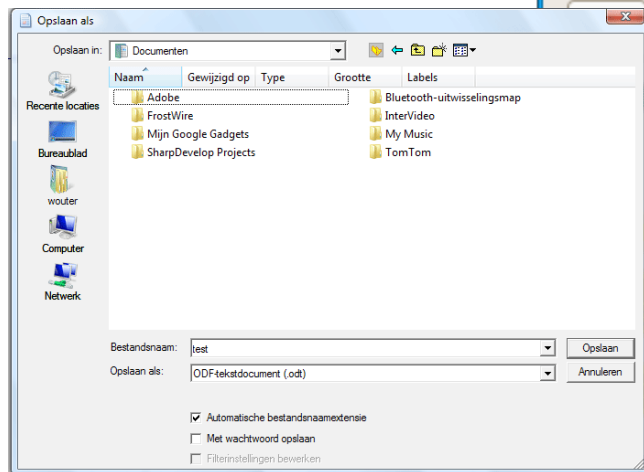 Opslaan als
Opslaan in: Documenten
Naam Gewijzigd op Type Grootte Labels
Adobe Bluetooth-uitwisselingsmap
FrostWire InterVideo
Mijn Google Gadgets My Music
SharpDevelop Projects TomTom
Recente locaties
Bureaublad
wouter
Computer
Netwerk
Bestandsnaam: test Opslaan
Opslaan als: ODF-tekstdocument (.odt) Annuleren
Automatische bestandsnaamextensie
Met wachtwoord opslaan
Filterinstellingen bewerken